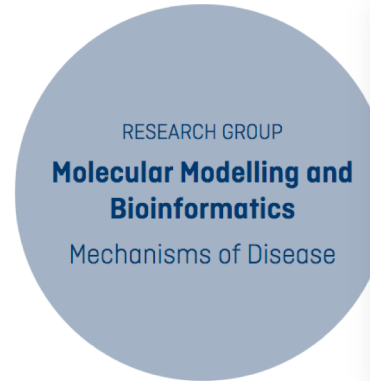 RESEARCH GROUP
Molecular Modelling and
Bioinformatics
Mechanisms of Disease